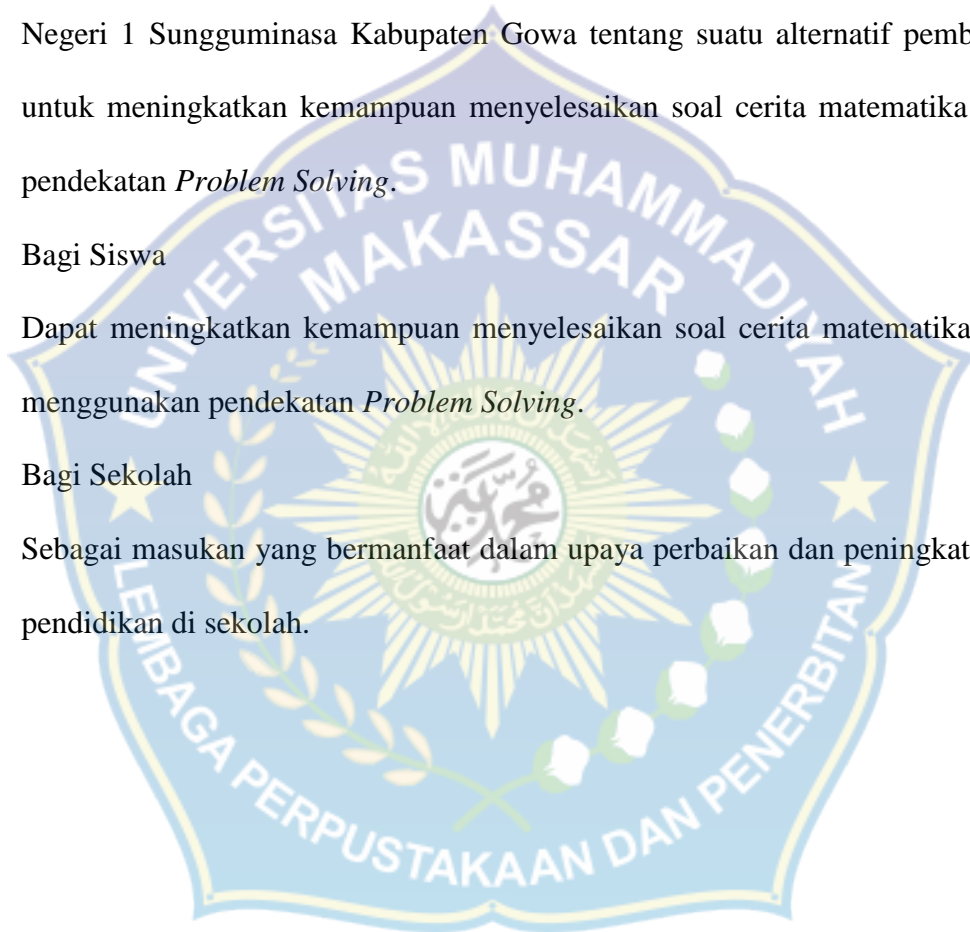 Negeri 1 Sungguminasa Kabupaten Gowa tentang suatu alternatif pemb
untuk meningkatkan kemampuan menyelesaikan soal cerita matematika
pendekatan Problem Solving.
Bagi Siswa
Dapat meningkatkan kemampuan menyelesaikan soal cerita matematika
menggunakan pendekatan Problem Solving.
Bagi Sekolah
Sebagai masukan yang bermanfaat dalam upaya perbaikan dan peningkat
pendidikan di sekolah.
UNIVERSITAS MUHAMMADIYAH
MAKASSAR
LEMBAGA PERPUSTAKAAN DAN PENERBITAN